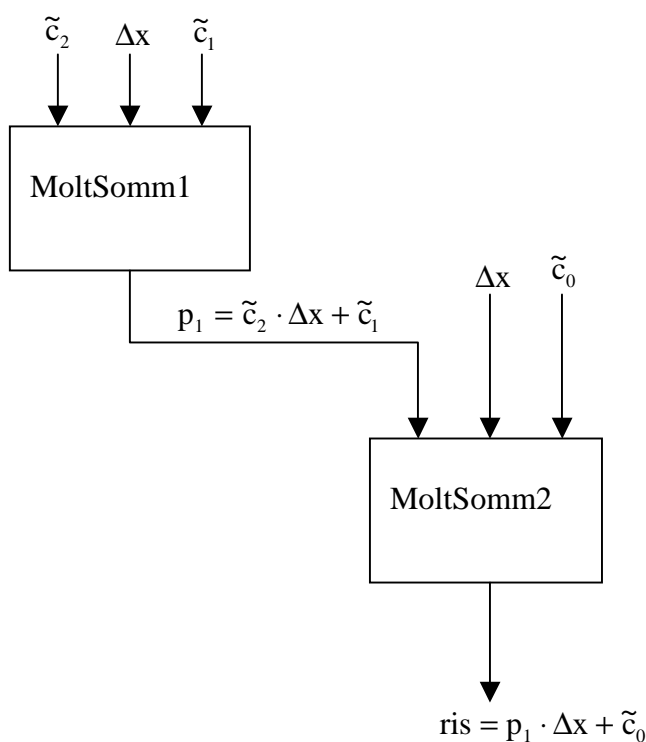 c̃₂ Δx c̃₁
MoltSomm1
Δx c̃₀
p₁ = c̃₂ · Δx + c̃₁
MoltSomm2
ris = p₁ · Δx + c̃₀